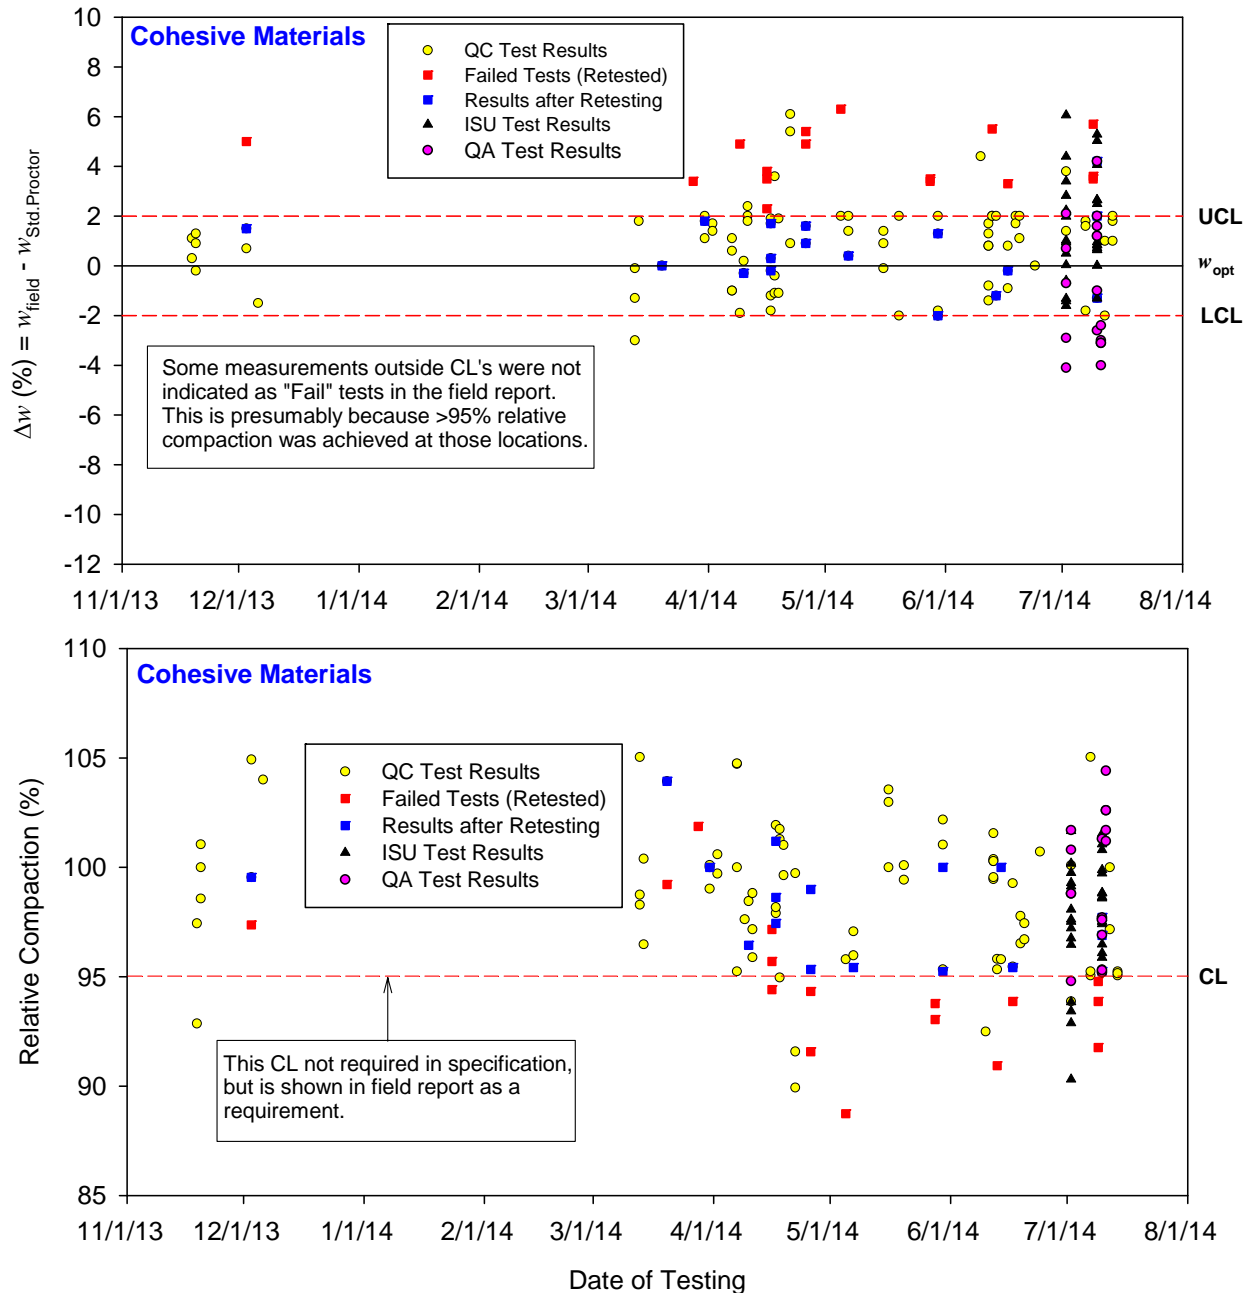 10
8
6
4
2
0
-2
-4
-6
-8
-10
-12
Δw (%) = w field - w Std.Proctor
Cohesive Materials
QC Test Results
Failed Tests (Retested)
Results after Retesting
ISU Test Results
QA Test Results
UCL
w opt
LCL
Some measurements outside CL's were not
indicated as "Fail" tests in the field report.
This is presumably because >95% relative
compaction was achieved at those locations.
11/1/13 12/1/13 1/1/14 2/1/14 3/1/14 4/1/14 5/1/14 6/1/14 7/1/14 8/1/14
110
105
100
95
90
85
Relative Compaction (%)
Cohesive Materials
QC Test Results
Failed Tests (Retested)
Results after Retesting
ISU Test Results
QA Test Results
CL
This CL not required in specification,
but is shown in field report as a
requirement.
11/1/13 12/1/13 1/1/14 2/1/14 3/1/14 4/1/14 5/1/14 6/1/14 7/1/14 8/1/14
Date of Testing